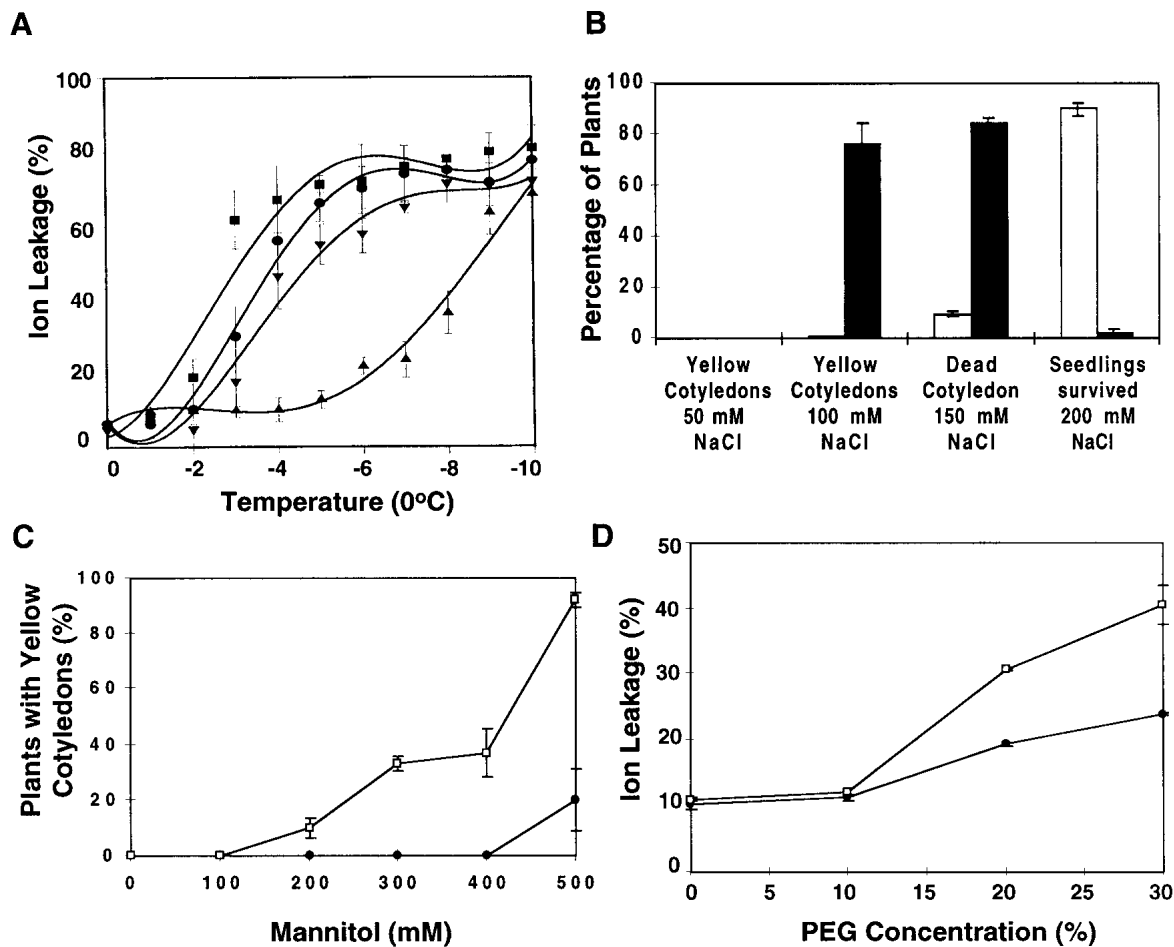 A
Ion Leakage (%)
100
80
60
40
20
0
0 -2 -4 -6 -8 -10
Temperature (0°C)
B
Percentage of Plants
100
80
60
40
20
0
Yellow
Cotyledons
50 mM
NaCl
Yellow
Cotyledons
100 mM
NaCl
Dead
Cotyledon
150 mM
NaCl
Seedlings
survived
200 mM
NaCl
C
Plants with Yellow
Cotyledons (%)
100
80
60
40
20
0
0 100 200 300 400 500
Mannitol (mM)
D
Ion Leakage (%)
50
40
30
20
10
0
0 5 10 15 20 25 30
PEG Concentration (%)